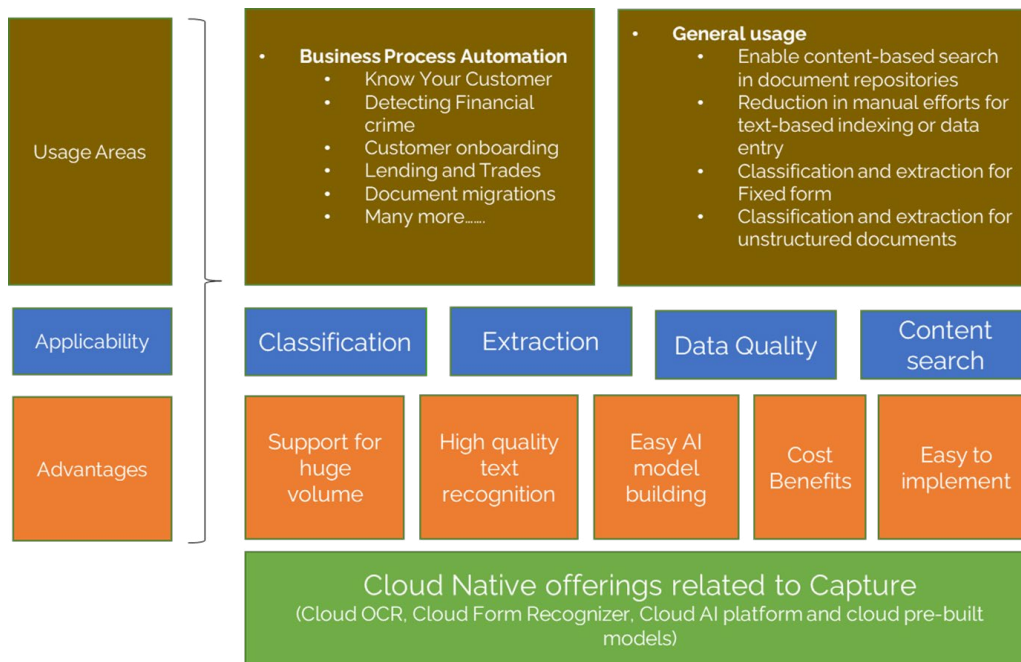 Usage Areas
• Business Process Automation
• Know Your Customer
• Detecting Financial
crime
• Customer onboarding
• Lending and Trades
• Document migrations
• Many more…....
• General usage
• Enable content-based search
in document repositories
• Reduction in manual efforts for
text-based indexing or data
entry
• Classification and extraction for
Fixed form
• Classification and extraction for
unstructured documents
Applicability
Classification
Extraction
Data Quality
Content
search
Advantages
Support for
huge
volume
High quality
text
recognition
Easy AI
model
building
Cost
Benefits
Easy to
implement
Cloud Native offerings related to Capture
(Cloud OCR, Cloud Form Recognizer, Cloud AI platform and cloud pre-built
models)